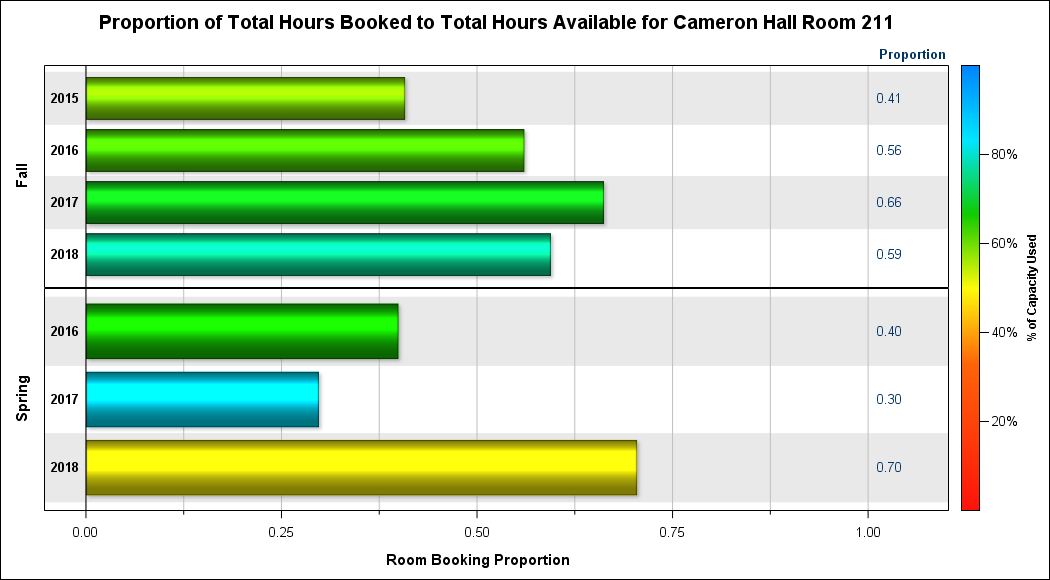 Proportion of Total Hours Booked to Total Hours Available for Cameron Hall Room 211
Proportion
Fall
2015 0.41
2016 0.56
2017 0.66
2018 0.59
Spring
2016 0.40
2017 0.30
2018 0.70
0.00 0.25 0.50 0.75 1.00
Room Booking Proportion
80%
60%
40%
20%
% of Capacity Used